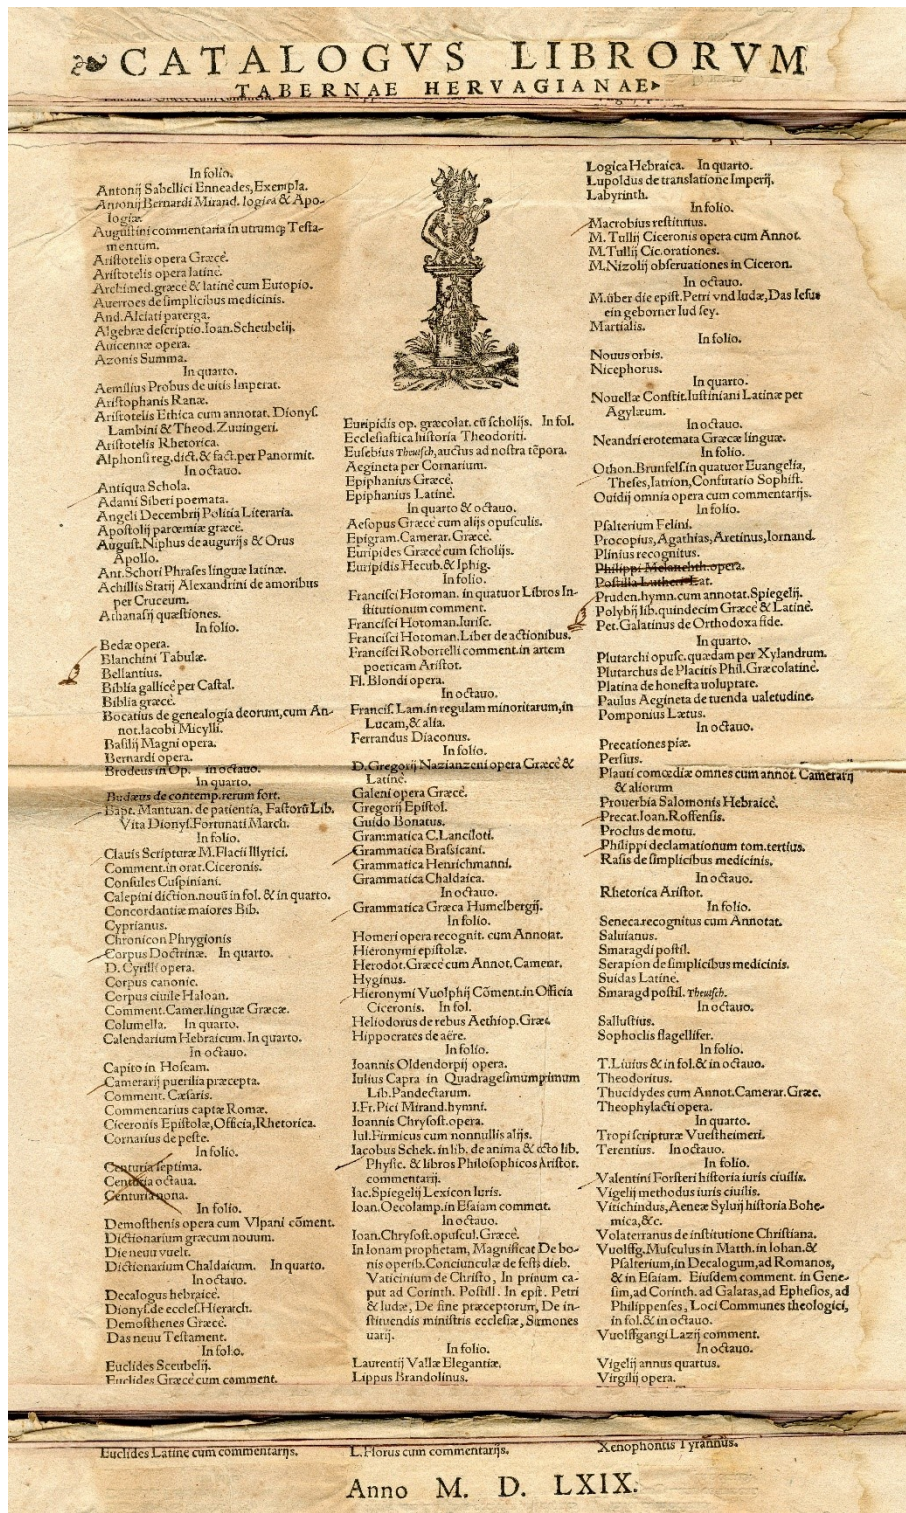 CATALOGVS LIBRORVM
TABERNAE HERVAGIANAE
In folio.
Antonij Sabellici Enneades, Exempla.
Antonij Bernardi Mirand. logica & Apo-
logiæ.
Augustini commentaria in utrumq; Testa-
mentum.
Aristotelis opera Græcè.
Aristotelis opera latinè.
Archimed. græcè & latinè cum Eutopio.
Auerroes de simplicibus medicinis.
And. Alciati parerga.
Algebræ descriptio. Ioan. Scheubelij.
Auicennæ opera.
Azonis Summa.
In quarto.
Aemilius Probus de uitis Imperat.
Aristophanis Ranæ.
Aristotelis Ethica cum annotat. Dionys.
Lambini & Theod. Zuuingeri.
Aristotelis Rhetorica.
Alphonsi reg. dict. & fact. per Panormit.
In octauo.
Antiqua Schola.
Adami Siberi poemata.
Angeli Decembrij Politia Literaria.
Apostolij parœmiæ græcè.
August. Niphus de augurijs & Orus
Apollo.
Ant. Schori Phrases linguæ latinæ.
Achillis Statij Alexandrini de amoribus
per Cruceum.
Athanasij quæstiones.
In folio.
Bedæ opera.
Blanchini Tabulæ.
Bellantius.
Biblia gallicè per Castal.
Biblia græcè.
Bocatius de genealogia deorum, cum An-
not. Iacobi Micylli.
Basilij Magni opera.
Bernardi opera.
Brodeus in Op. in octauo.
In quarto.
Budæus de contemp. rerum fort.
Bapt. Mantuan. de patientia, Fastorũ Lib.
Vita Dionys. Fortunati March.
In folio.
Clauis Scripturæ M. Flacij Illyrici.
Comment. in orat. Ciceronis.
Consules Cuspiniani.
Calepini diction. nouũ in fol. & in quarto.
Concordantiæ maiores Bib.
Cyprianus.
Chronicon Phrygionis
Corpus Doctrinæ. In quarto.
D. Cyrilli opera.
Corpus canonic.
Corpus ciuile Haloan.
Comment. Camer. linguæ Græcæ.
Columella. In quarto.
Calendarium Hebraicum. In quarto.
In octauo.
Capito in Hoseam.
Camerarij puerilia præcepta.
Comment. Cæsaris.
Commentarius captæ Romæ.
Ciceronis Epistolæ, Officia, Rhetorica.
Cornarius de peste.
In folio.
Centuria septima.
Centuria octaua.
Centuria nona.
In folio.
Demosthenis opera cum Vlpani cõment.
Dictionarium græcum nouum.
Die neuu vuelt.
Dictionarium Chaldaicum. In quarto.
In octauo.
Decalogus hebraicè.
Dionys. de eccles. Hierarch.
Demosthenes Græcè.
Das neuu Testament.
In folio.
Euclides Sceubelij.
Euclides Græcè cum comment.
Euclides Latine cum commentarijs.
Euripidis op. græcolat. cũ scholijs. In fol.
Ecclesiastica historia Theodoriti.
Eusebius Theutsch, auctus ad nostra tẽpora.
Aegineta per Cornarium.
Epiphanius Græcè.
Epiphanius Latinè.
In quarto & octauo.
Aesopus Græcè cum alijs opusculis.
Epigram. Camerar. Græcè.
Euripides Græcè cum scholijs.
Euripidis Hecub. & Iphig.
In folio.
Francisci Hotoman. in quatuor Libros In-
stitutionum comment.
Francisci Hotoman. Iurisc.
Francisci Hotoman. Liber de actionibus.
Francisci Robortelli comment. in artem
poeticam Aristot.
Fl. Blondi opera.
In octauo.
Francis. Lam. in regulam minoritarum, in
Lucam, & alia.
Ferrandus Diaconus.
In folio.
D. Gregorij Nazianzeni opera Græcè &
Latinè.
Galeni opera Græcè.
Gregorij Epistol.
Guido Bonatus.
Grammatica C. Lanciloti.
Grammatica Brassicani.
Grammatica Henrichmanni.
Grammatica Chaldaica.
In octauo.
Grammatica Græca Humelbergij.
In folio.
Homeri opera recognit. cum Annotat.
Hieronymi epistolæ.
Herodot. Græcè cum Annot. Camerar.
Hyginus.
Hieronymi Vuolphij Cõment. in Officia
Ciceronis. In fol.
Heliodorus de rebus Aethiop. Græc.
Hippocrates de aëre.
In folio.
Ioannis Oldendorpij opera.
Iulius Capra in Quadragesimumprimum
Lib. Pandectarum.
I. Fr. Pici Mirand. hymni.
Ioannis Chrysost. opera.
Iul. Firmicus cum nonnullis alijs.
Iacobus Schek. in lib. de anima & octo lib.
Physic. & libros Philosophicos Aristot.
commentarij.
Iac. Spiegelij Lexicon Iuris.
Ioan. Oecolamp. in Esaiam comment.
In octauo.
Ioan. Chrysost. opuscul. Græcè.
In Ionam prophetam, Magnificat De bo-
nis operib. Conciunculæ de festis dieb.
Vaticinium de Christo, In primum ca-
put ad Corinth. Postill. In epist. Petri
& Iudæ, De fine præceptorum, De in-
stituendis ministris ecclesiæ, Sermones
uarij.
In folio.
Laurentij Vallæ Elegantiæ.
Lippus Brandolinus.
L. Florus cum commentarijs.
Logica Hebraica. In quarto.
Lupoldus de translatione Imperij.
Labyrinth.
In folio.
Macrobius restitutus.
M. Tullij Ciceronis opera cum Annot.
M. Tullij Cic. orationes.
M. Nizolij obseruationes in Ciceron.
In octauo.
M. über die epist. Petri vnd Iudæ, Das Iesus
ein geborner Iud sey.
Martialis.
In folio.
Nouus orbis.
Nicephorus.
In quarto.
Nouellæ Constit. Iustiniani Latinæ per
Agylæum.
In octauo.
Neandri erotemata Græcæ linguæ.
In folio.
Othon. Brunfels. in quatuor Euangelia,
Theses, Iatrion, Confutatio Sophist.
Ouidij omnia opera cum commentarijs.
In folio.
Psalterium Felini.
Procopius, Agathias, Aretinus, Iornand.
Plinius recognitus.
Philippi Melanchth. opera.
Postilla Lutheri Lat.
Pruden. hymn. cum annotat. Spiegelij.
Polybij lib. quindecim Græcè & Latinè.
Pet. Galatinus de Orthodoxa fide.
In quarto.
Plutarchi opusc. quædam per Xylandrum.
Plutarchus de Placitis Phil. Græcolatinè.
Platina de honesta uoluptate.
Paulus Aegineta de tuenda ualetudine.
Pomponius Lætus.
In octauo.
Precationes piæ.
Persius.
Plauti comœdiæ omnes cum annot. Camerarij
& aliorum
Prouerbia Salomonis Hebraicè.
Precat. Ioan. Roffensis.
Proclus de motu.
Philippi declamationum tom. tertius.
Rasis de simplicibus medicinis.
In octauo.
Rhetorica Aristot.
In folio.
Seneca recognitus cum Annotat.
Saluianus.
Smaragdi postil.
Serapion de simplicibus medicinis.
Suidas Latinè.
Smaragd postil. Theutsch.
In octauo.
Sallustius.
Sophoclis flagellifer.
In folio.
T. Liuius & in fol. & in octauo.
Theodoritus.
Thucidydes cum Annot. Camerar. Græc.
Theophylacti opera.
In quarto.
Tropi scripturæ Vuestheimeri.
Terentius. In octauo.
In folio.
Valentini Forsteri historia iuris ciuilis.
Vigelij methodus iuris ciuilis.
Vitichindus, Aeneæ Syluij historia Bohe-
mica, &c.
Volaterranus de institutione Christiana.
Vuolffg. Musculus in Matth. in Iohan. &
Psalterium, in Decalogum, ad Romanos,
& in Esaiam. Eiusdem comment. in Gene-
sim, ad Corinth. ad Galatas, ad Ephesios, ad
Philippenses, Loci Communes theologici,
in fol. & in octauo.
Vuolffgangi Lazij comment.
In octauo.
Vigelij annus quartus.
Virgilij opera.
Xenophontis Tyrannus.
Anno M. D. LXIX.